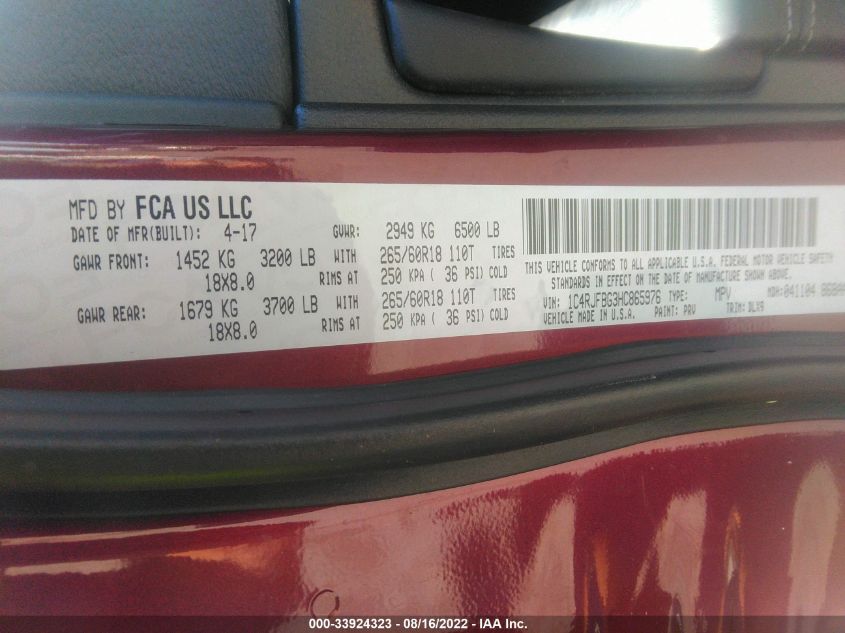 MFD BY FCA US LLC
DATE OF MFR(BUILT): 4-17 GVWR: 2949 KG 6500 LB
GAWR FRONT: 1452 KG 3200 LB WITH 265/60R18 110T TIRES
18X8.0 RIMS AT 250 KPA ( 36 PSI) COLD
GAWR REAR: 1679 KG 3700 LB WITH 265/60R18 110T TIRES
18X8.0 RIMS AT 250 KPA ( 36 PSI) COLD
THIS VEHICLE CONFORMS TO ALL APPLICABLE U.S.A. FEDERAL MOTOR VEHICLE SAFETY
STANDARDS IN EFFECT ON THE DATE OF MANUFACTURE SHOWN ABOVE.
VIN: 1C4RJFBG3HC865976 TYPE: MPV MDH: 041104
VEHICLE MADE IN U.S.A. PAINT: PRV TRIM: DLX9
000-33924323 - 08/16/2022 - IAA Inc.